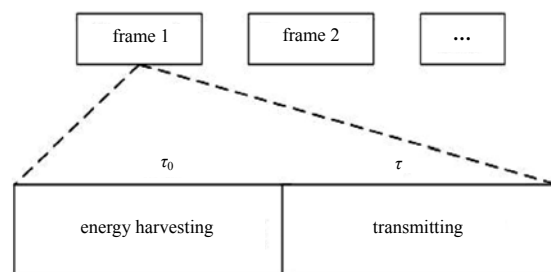 frame 1 frame 2 ...
τ₀ τ
energy harvesting transmitting